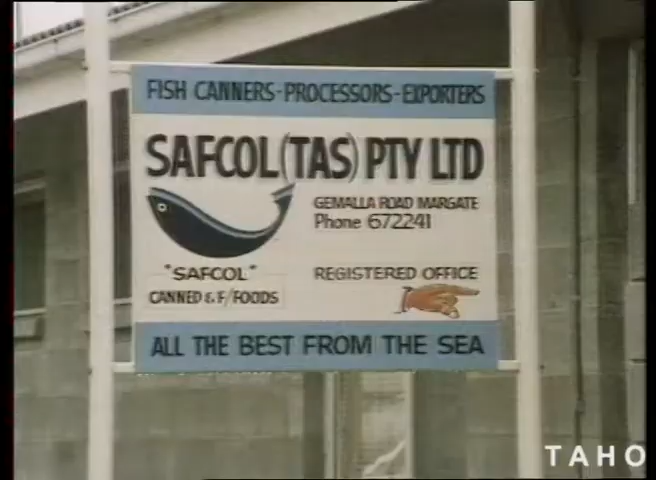 FISH CANNERS-PROCESSORS-EXPORTERS
SAFCOL (TAS) PTY LTD
GEMALLA ROAD MARGATE
Phone 672241
"SAFCOL"
CANNED & F/FOODS
REGISTERED OFFICE
ALL THE BEST FROM THE SEA
TAHO